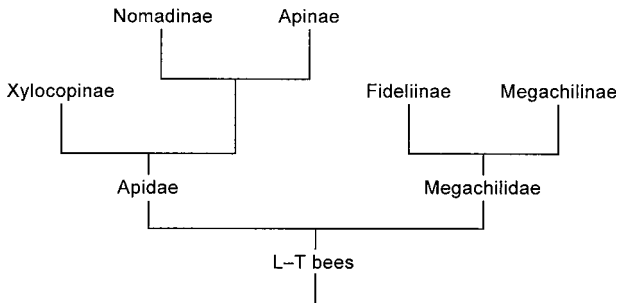 Nomadinae Apinae
Xylocopinae Fideliinae Megachilinae
Apidae Megachilidae
L–T bees